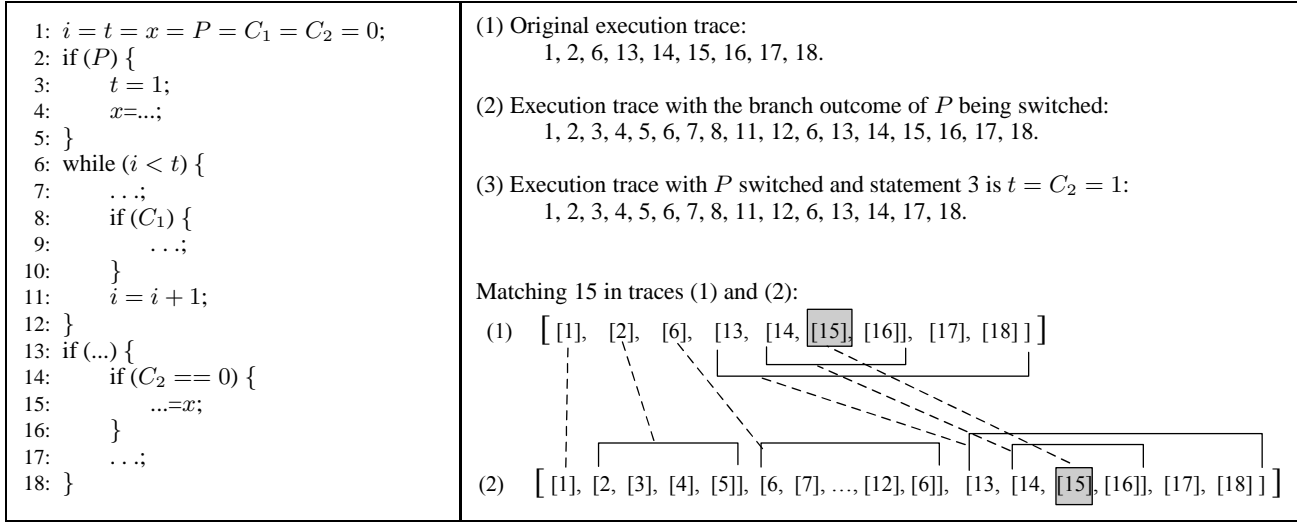 1: i = t = x = P = C₁ = C₂ = 0;
2: if (P) {
3: t = 1;
4: x=...;
5: }
6: while (i < t) {
7: . . .;
8: if (C₁) {
9: . . .;
10: }
11: i = i + 1;
12: }
13: if (...) {
14: if (C₂ == 0) {
15: ...=x;
16: }
17: . . .;
18: }
(1) Original execution trace:
1, 2, 6, 13, 14, 15, 16, 17, 18.
(2) Execution trace with the branch outcome of P being switched:
1, 2, 3, 4, 5, 6, 7, 8, 11, 12, 6, 13, 14, 15, 16, 17, 18.
(3) Execution trace with P switched and statement 3 is t = C₂ = 1:
1, 2, 3, 4, 5, 6, 7, 8, 11, 12, 6, 13, 14, 17, 18.
Matching 15 in traces (1) and (2):
(1) [ [1], [2], [6], [13, [14, [15], [16]], [17], [18] ] ]
(2) [ [1], [2, [3], [4], [5]], [6, [7], …, [12], [6]], [13, [14, [15], [16]], [17], [18] ] ]